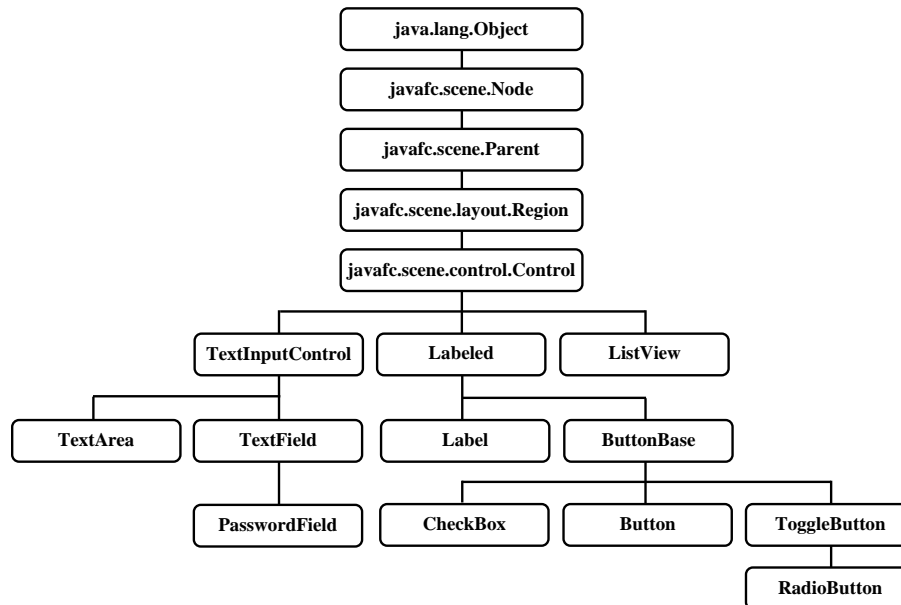 java.lang.Object
javafc.scene.Node
javafc.scene.Parent
javafc.scene.layout.Region
javafc.scene.control.Control
TextInputControl
Labeled
ListView
TextArea
TextField
Label
ButtonBase
PasswordField
CheckBox
Button
ToggleButton
RadioButton